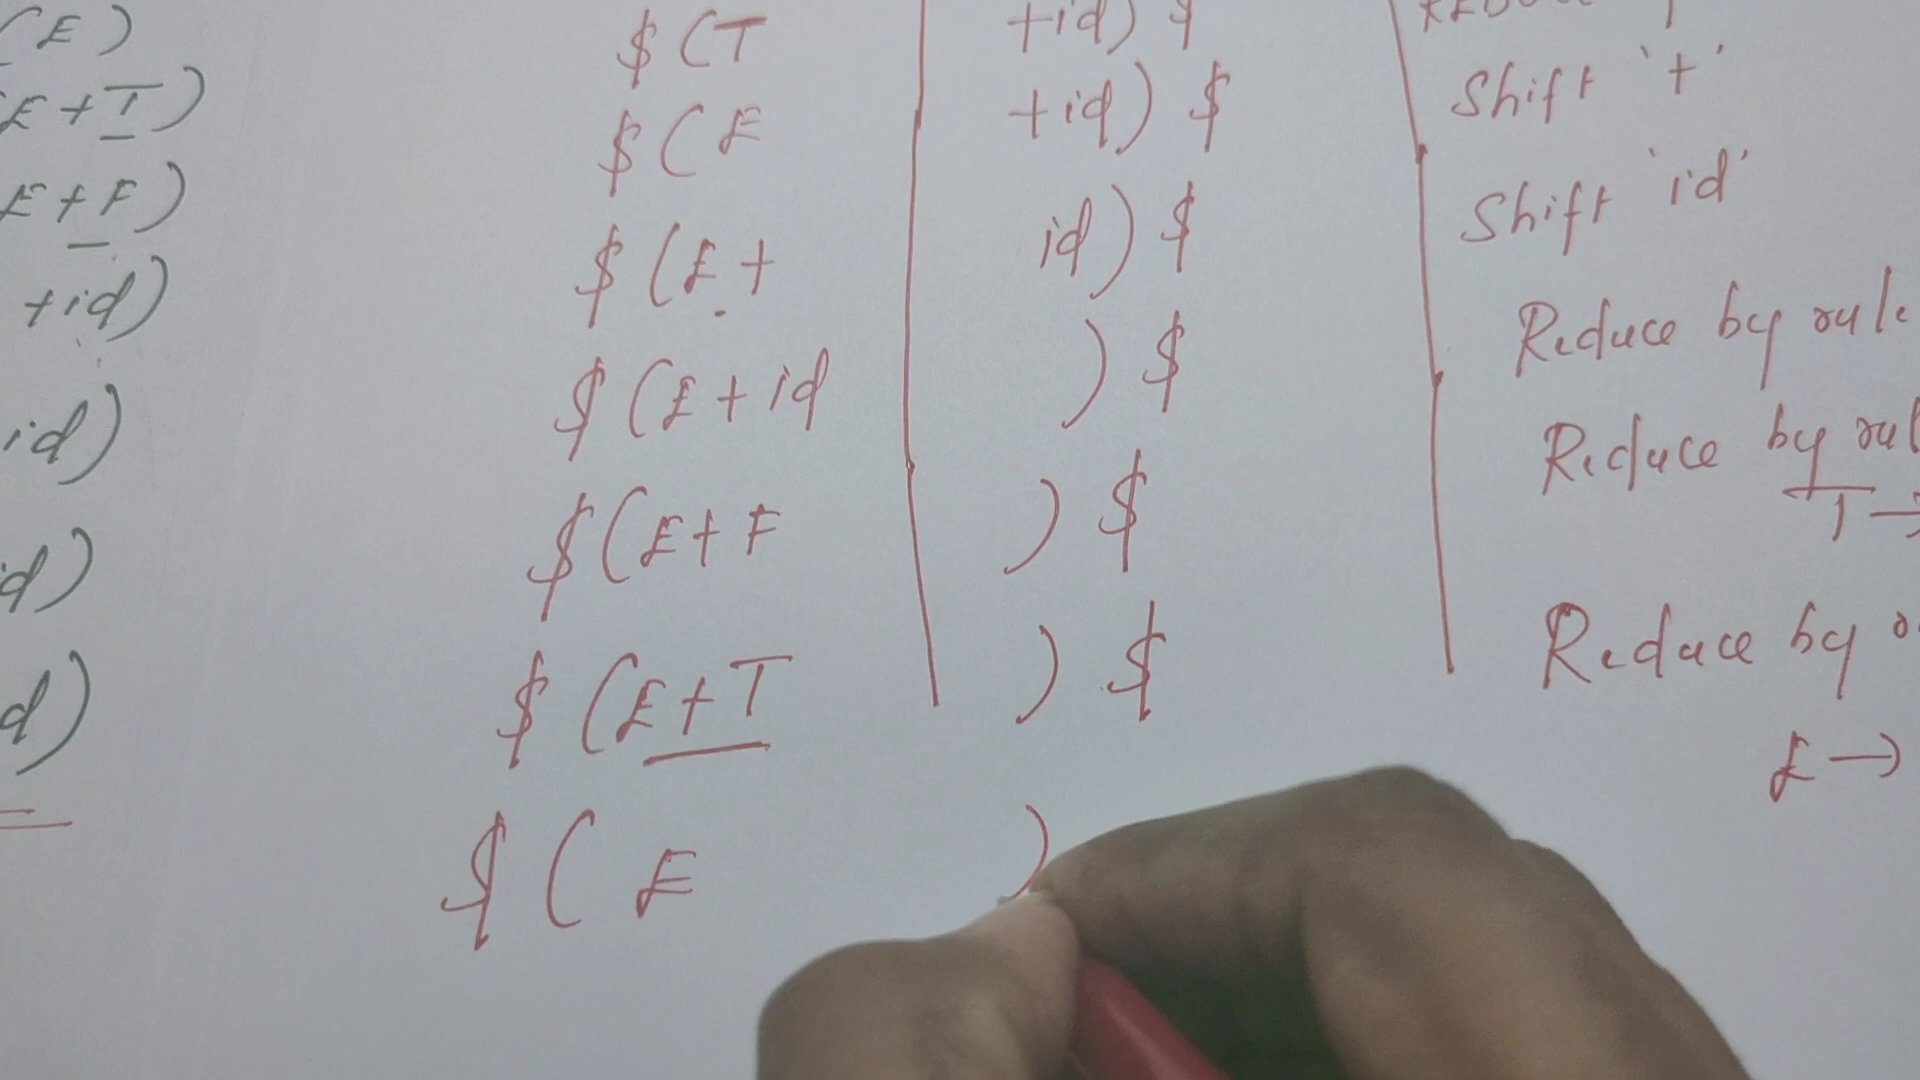 (E)
E+T)
E+F)
+id)
id)
d)
d)
$ (T +id) $
$ (E +id) $ Shift '+'
$ (E+ id) $ Shift 'id'
$ (E+id ) $ Reduce by rule
$(E+F ) $ Reduce by
T →
$ (E+T ) $ Reduce by
E →
$ ( E )